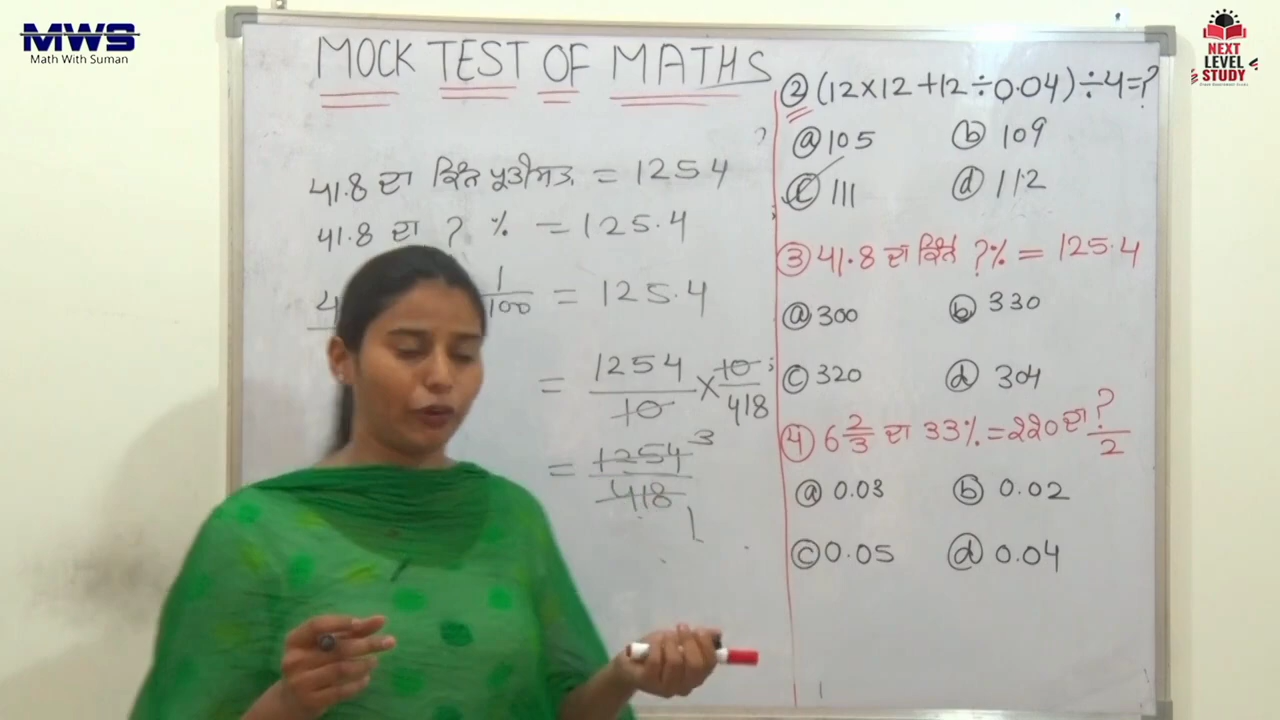 MWS
Math With Suman
NEXT
LEVEL
STUDY
MOCK TEST OF MATHS
41.8 ਦਾ ਕਿੰਨੇ ਪ੍ਰਤੀਸ਼ਤ = 1254
41.8 ਦਾ ? % = 125.4
4
1/100 = 125.4
= 1254/10 × 10/418
= 1254/418 3
1
② (12×12+12÷0.04)÷4=?
ⓐ 105 ⓑ 109
ⓒ 111 ⓓ 112
③ 41.8 ਦਾ ਕਿੰਨੇ ?% = 125.4
ⓐ 300 ⓑ 330
ⓒ 320 ⓓ 304
④ 6 2/3 ਦਾ 33% = 220 ਦਾ ?/2
ⓐ 0.03 ⓑ 0.02
ⓒ 0.05 ⓓ 0.04